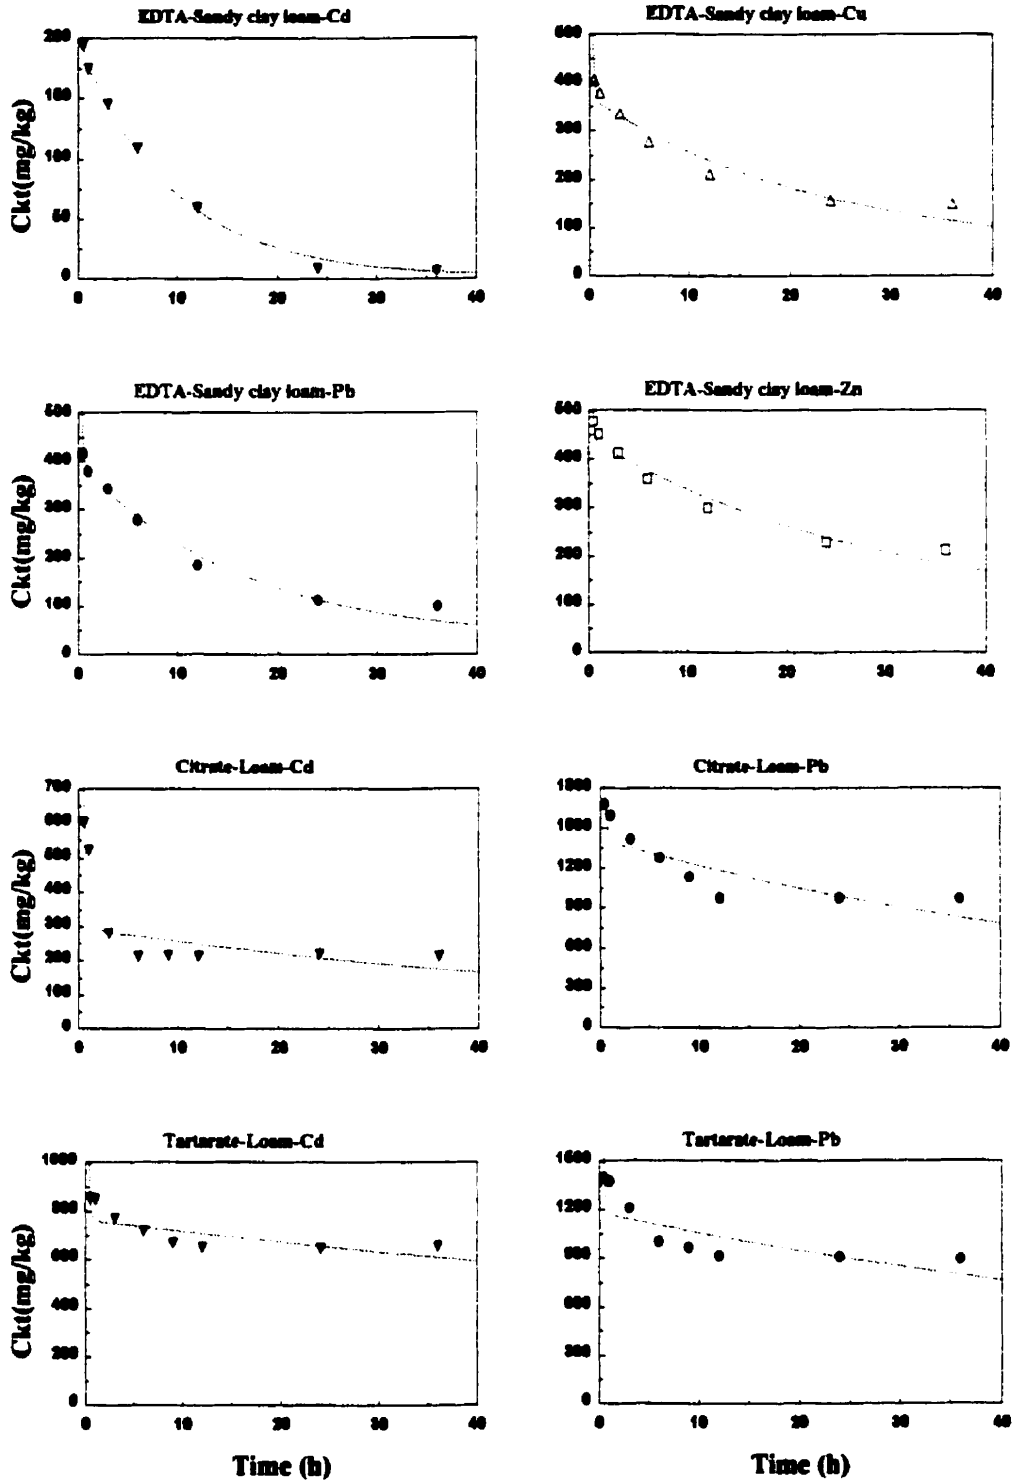 EDTA-Sandy clay loam-Cd
EDTA-Sandy clay loam-Cu
Ckt(mg/kg)
200
150
100
50
0
0 10 20 30 40
500
400
300
200
100
0
0 10 20 30 40
EDTA-Sandy clay loam-Pb
EDTA-Sandy clay loam-Zn
Ckt(mg/kg)
500
400
300
200
100
0
0 10 20 30 40
500
400
300
200
100
0
0 10 20 30 40
Citrate-Loam-Cd
Citrate-Loam-Pb
Ckt(mg/kg)
700
600
500
400
300
200
100
0
0 10 20 30 40
1800
1500
1200
900
600
300
0
0 10 20 30 40
Tartarate-Loam-Cd
Tartarate-Loam-Pb
Ckt(mg/kg)
1000
800
600
400
200
0
0 10 20 30 40
1500
1200
900
600
300
0
0 10 20 30 40
Time (h)
Time (h)